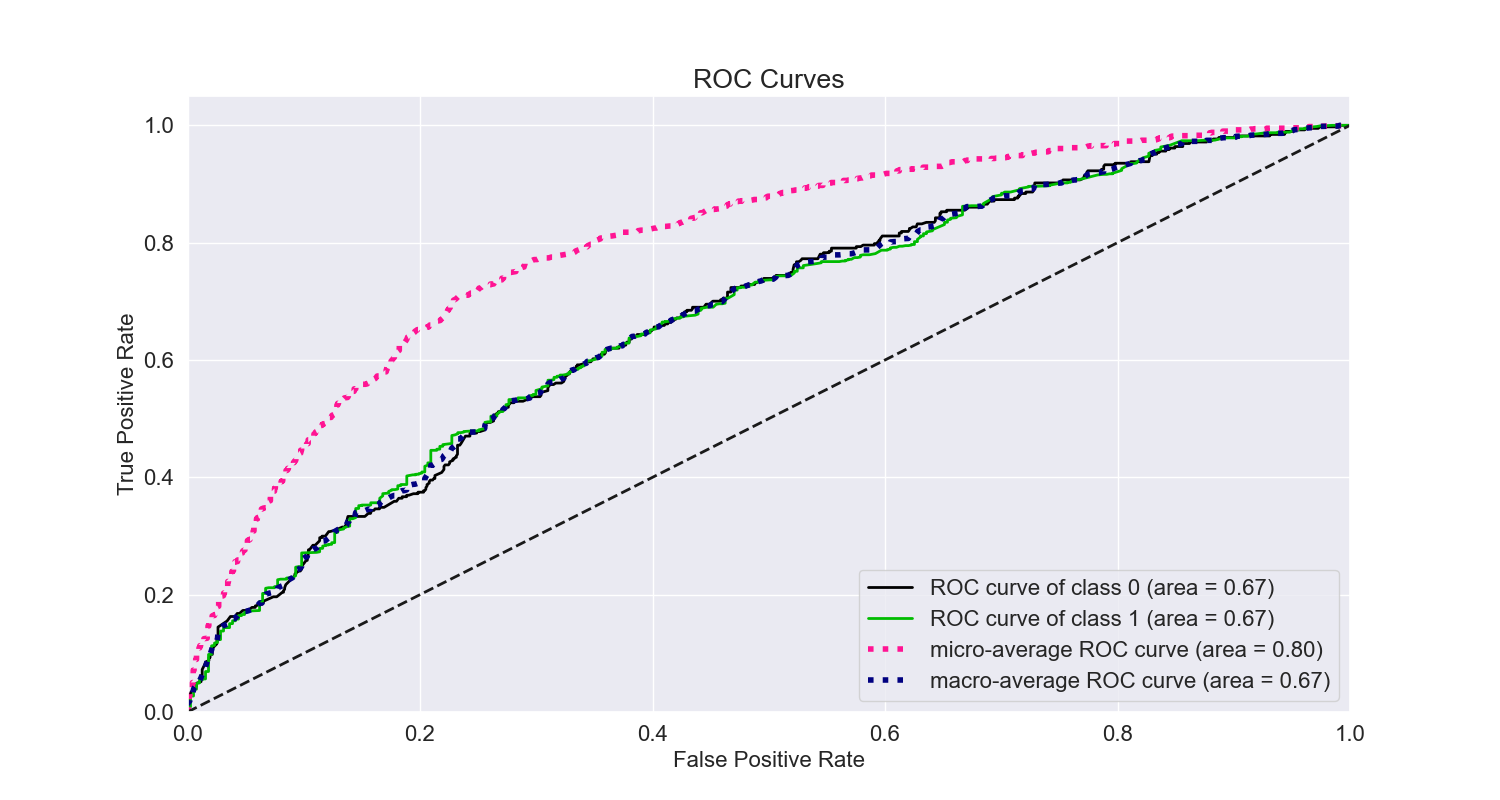 ROC Curves
True Positive Rate
1.0
0.8
0.6
0.4
0.2
0.0
0.0 0.2 0.4 0.6 0.8 1.0
False Positive Rate
ROC curve of class 0 (area = 0.67)
ROC curve of class 1 (area = 0.67)
micro-average ROC curve (area = 0.80)
macro-average ROC curve (area = 0.67)